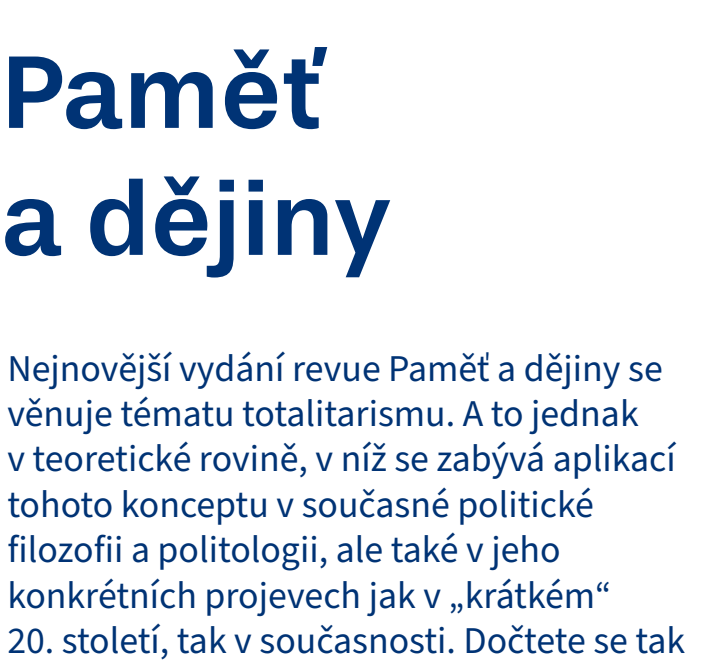 Paměť
a dějiny
Nejnovější vydání revue Paměť a dějiny se
věnuje tématu totalitarismu. A to jednak
v teoretické rovině, v níž se zabývá aplikací
tohoto konceptu v současné politické
filozofii a politologii, ale také v jeho
konkrétních projevech jak v „krátkém“
20. století, tak v současnosti. Dočtete se tak